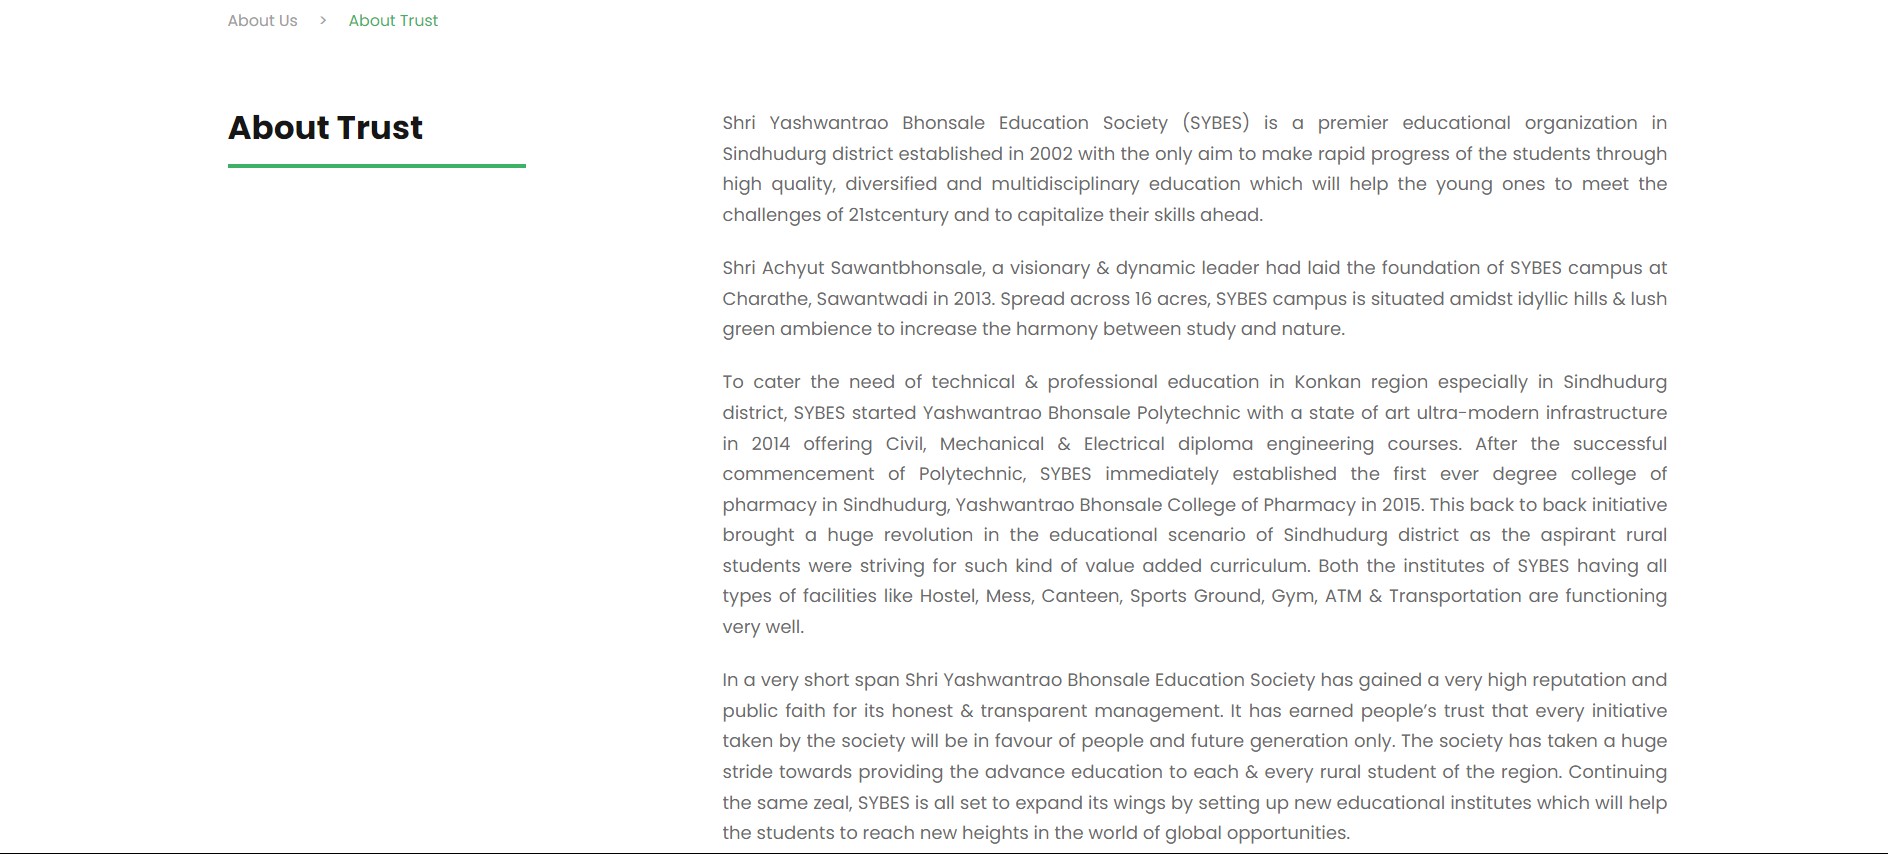 About Us > About Trust
About Trust
Shri Yashwantrao Bhonsale Education Society (SYBES) is a premier educational organization in
Sindhudurg district established in 2002 with the only aim to make rapid progress of the students through
high quality, diversified and multidisciplinary education which will help the young ones to meet the
challenges of 21stcentury and to capitalize their skills ahead.
Shri Achyut Sawantbhonsale, a visionary & dynamic leader had laid the foundation of SYBES campus at
Charathe, Sawantwadi in 2013. Spread across 16 acres, SYBES campus is situated amidst idyllic hills & lush
green ambience to increase the harmony between study and nature.
To cater the need of technical & professional education in Konkan region especially in Sindhudurg
district, SYBES started Yashwantrao Bhonsale Polytechnic with a state of art ultra-modern infrastructure
in 2014 offering Civil, Mechanical & Electrical diploma engineering courses. After the successful
commencement of Polytechnic, SYBES immediately established the first ever degree college of
pharmacy in Sindhudurg, Yashwantrao Bhonsale College of Pharmacy in 2015. This back to back initiative
brought a huge revolution in the educational scenario of Sindhudurg district as the aspirant rural
students were striving for such kind of value added curriculum. Both the institutes of SYBES having all
types of facilities like Hostel, Mess, Canteen, Sports Ground, Gym, ATM & Transportation are functioning
very well.
In a very short span Shri Yashwantrao Bhonsale Education Society has gained a very high reputation and
public faith for its honest & transparent management. It has earned people’s trust that every initiative
taken by the society will be in favour of people and future generation only. The society has taken a huge
stride towards providing the advance education to each & every rural student of the region. Continuing
the same zeal, SYBES is all set to expand its wings by setting up new educational institutes which will help
the students to reach new heights in the world of global opportunities.